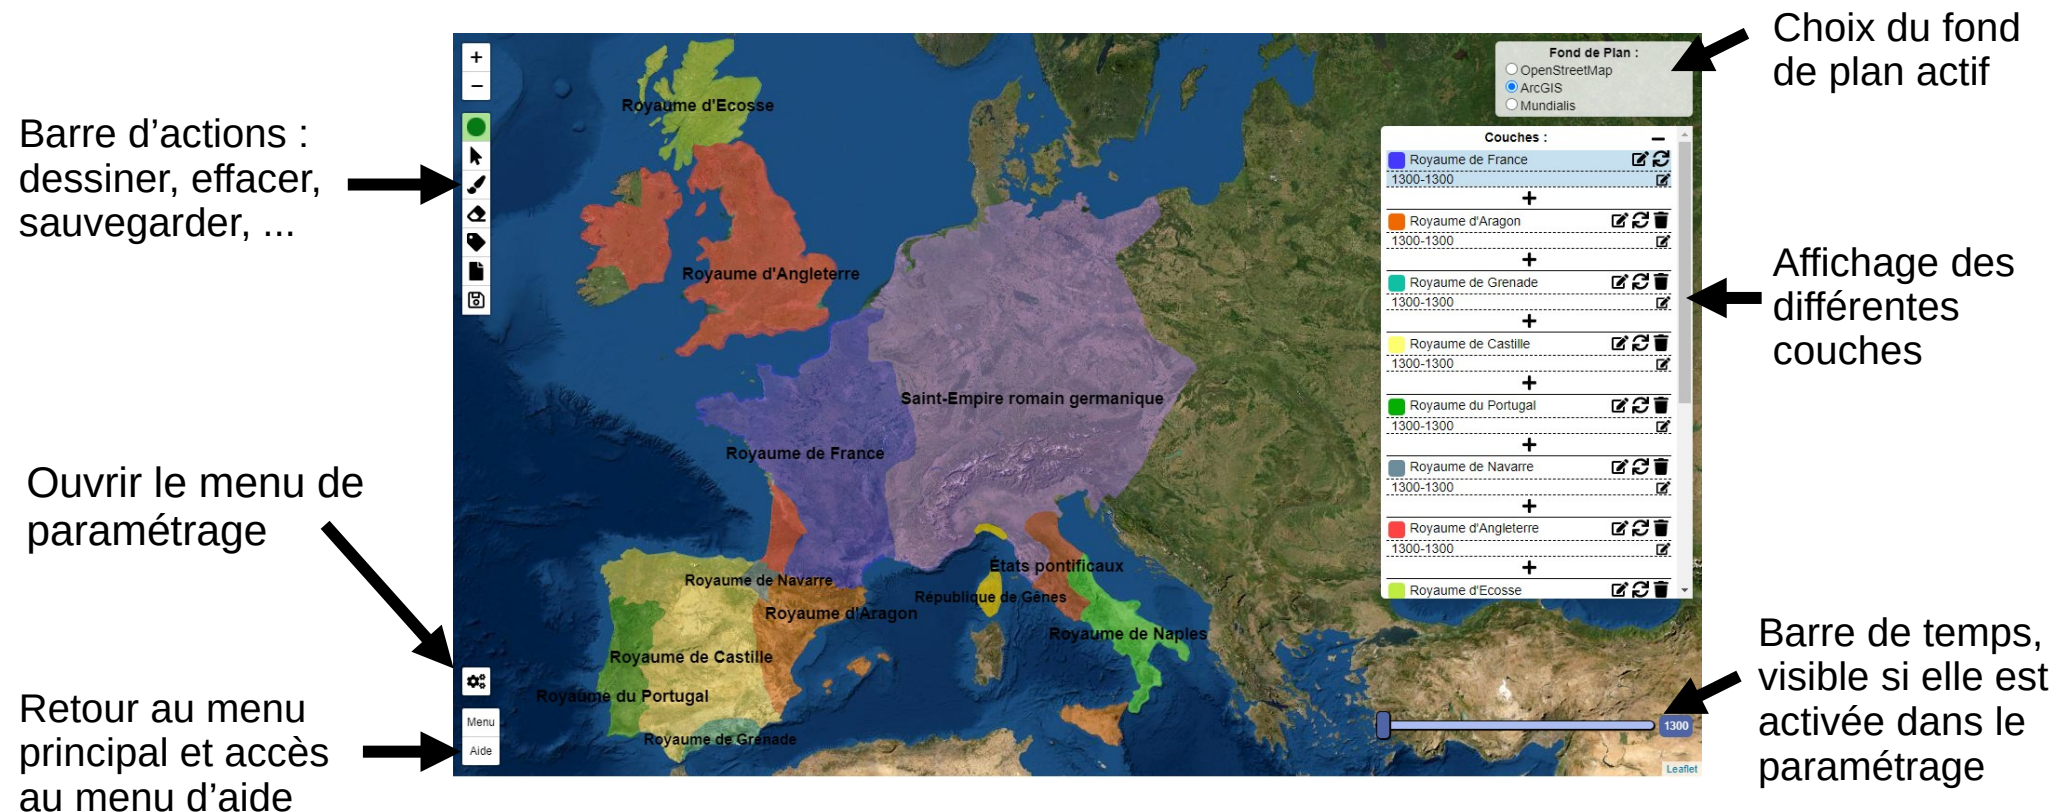 Barre d’actions :
dessiner, effacer,
sauvegarder, ...
Ouvrir le menu de
paramétrage
Retour au menu
principal et accès
au menu d’aide
+
−
Menu
Aide
Royaume d'Ecosse
Royaume d'Angleterre
Saint-Empire romain germanique
Royaume de France
États pontificaux
Royaume de Navarre
République de Gênes
Royaume d'Aragon
Royaume de Naples
Royaume de Castille
Royaume du Portugal
Royaume de Grenade
Fond de Plan :
OpenStreetMap
ArcGIS
Mundialis
Couches :
Royaume de France
1300-1300
+
Royaume d'Aragon
1300-1300
+
Royaume de Grenade
1300-1300
+
Royaume de Castille
1300-1300
+
Royaume du Portugal
1300-1300
+
Royaume de Navarre
1300-1300
+
Royaume d'Angleterre
1300-1300
+
Royaume d'Ecosse
1300
Leaflet
Choix du fond
de plan actif
Affichage des
différentes
couches
Barre de temps,
visible si elle est
activée dans le
paramétrage